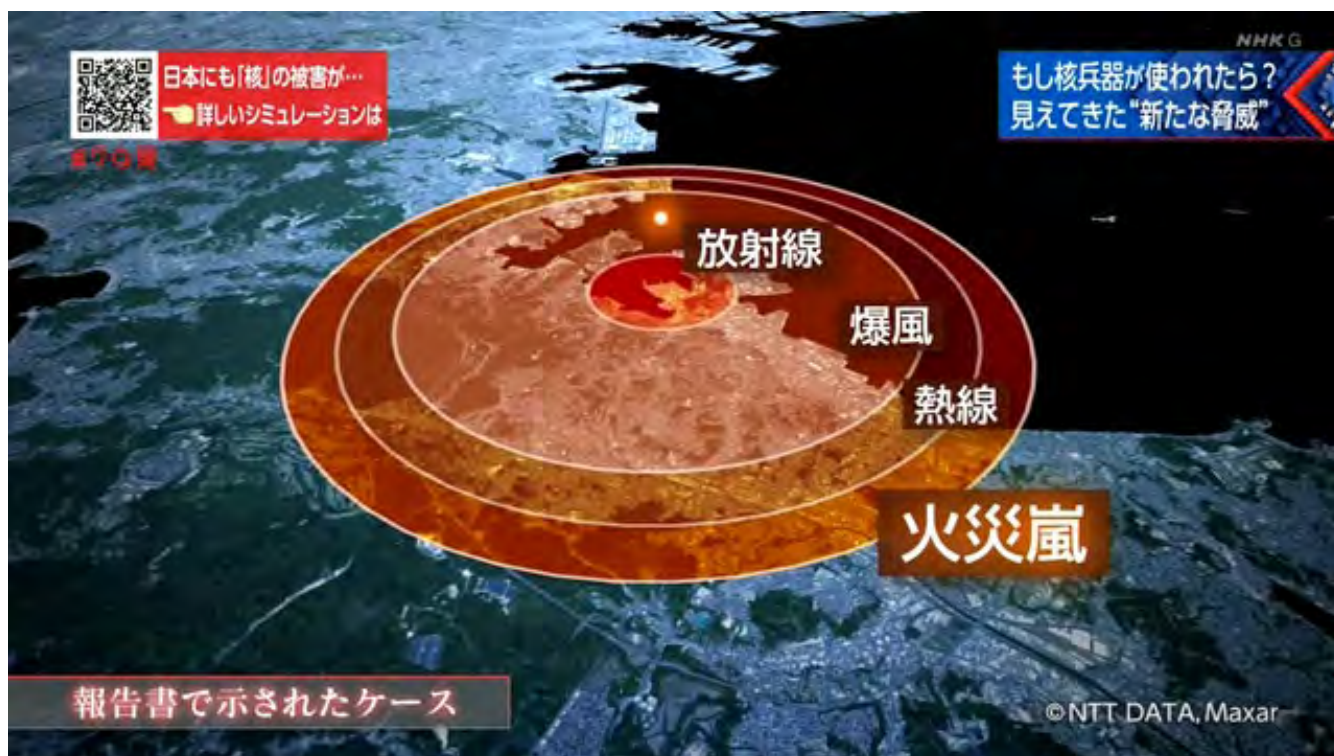 NHK G
日本にも「核」の被害が…
詳しいシミュレーションは
もし核兵器が使われたら？
見えてきた“新たな脅威”
放射線
爆風
熱線
火災嵐
報告書で示されたケース
©NTT DATA, Maxar